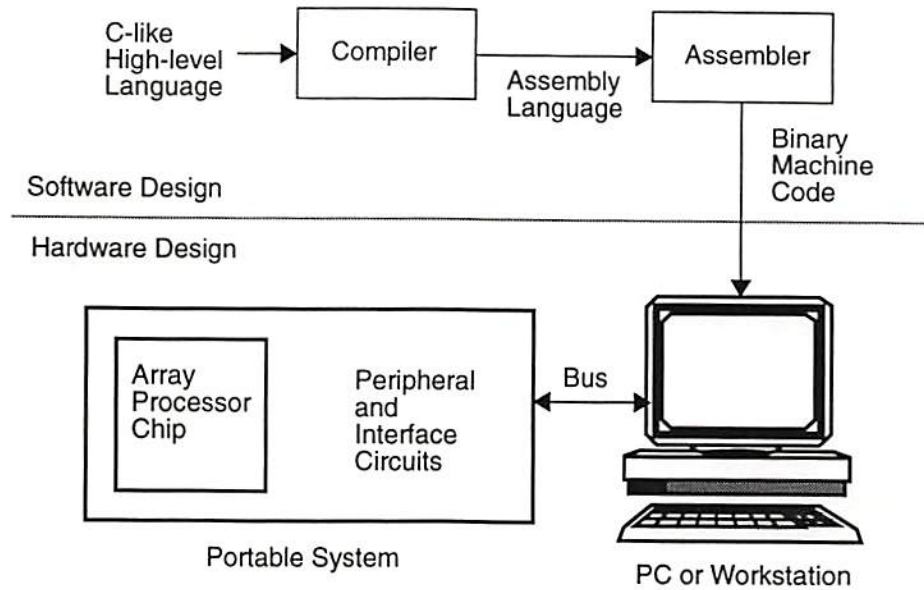 C-like
High-level
Language
Compiler
Assembly
Language
Assembler
Binary
Machine
Code
Software Design
Hardware Design
Array
Processor
Chip
Peripheral
and
Interface
Circuits
Bus
Portable System
PC or Workstation